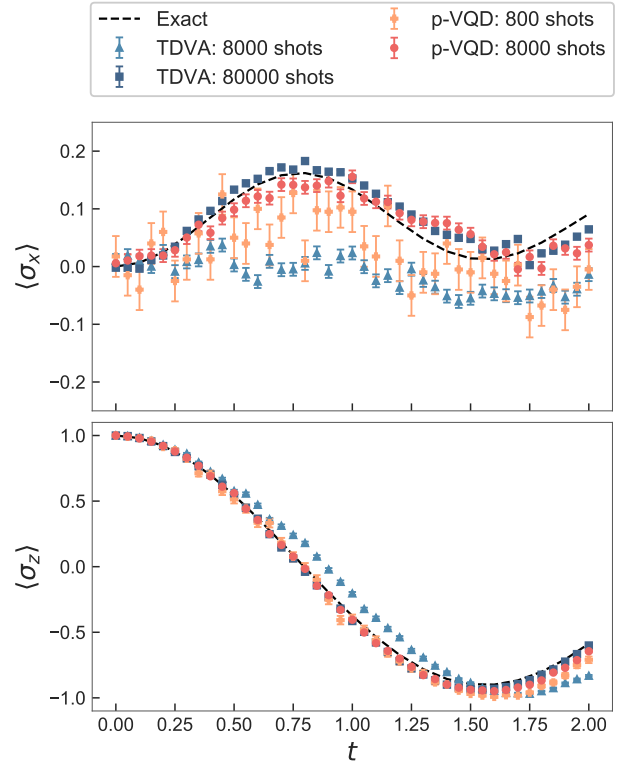 Exact
TDVA: 8000 shots
TDVA: 80000 shots
p-VQD: 800 shots
p-VQD: 8000 shots
⟨σx⟩
0.2
0.1
0.0
−0.1
−0.2
⟨σz⟩
1.0
0.5
0.0
−0.5
−1.0
0.00 0.25 0.50 0.75 1.00 1.25 1.50 1.75 2.00
t